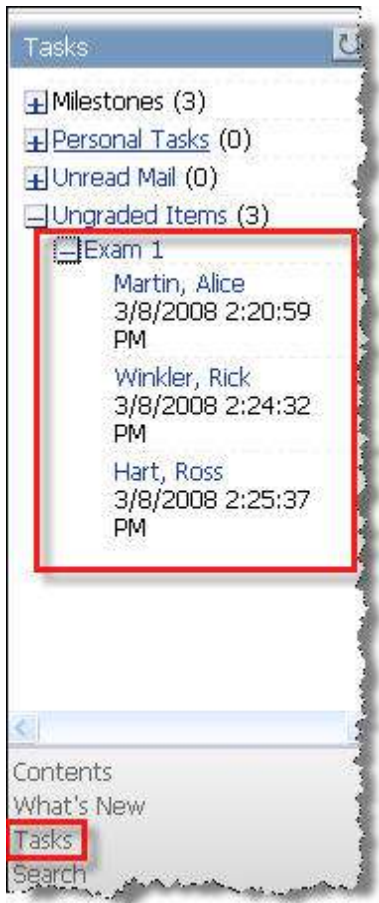 Tasks
Milestones (3)
Personal Tasks (0)
Unread Mail (0)
Ungraded Items (3)
Exam 1
Martin, Alice
3/8/2008 2:20:59
PM
Winkler, Rick
3/8/2008 2:24:32
PM
Hart, Ross
3/8/2008 2:25:37
PM
Contents
What's New
Tasks
Search